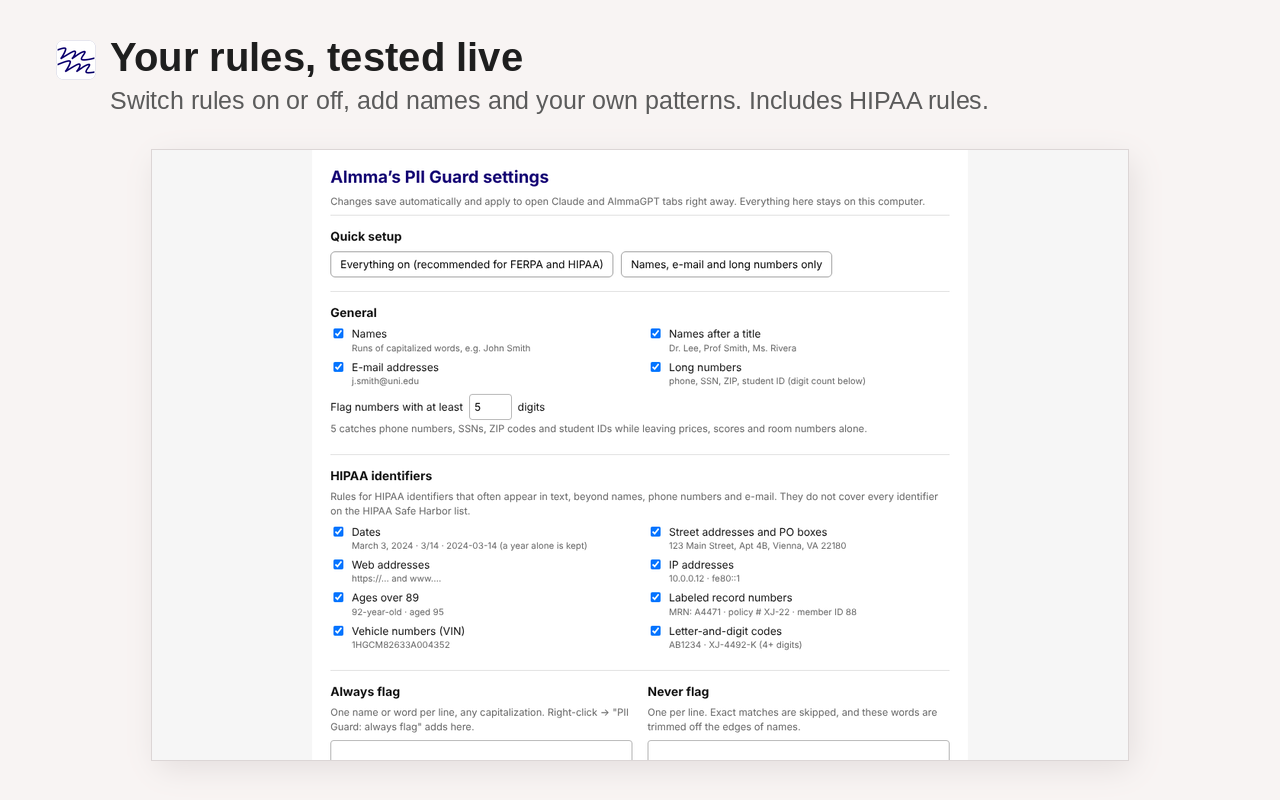 Your rules, tested live
Switch rules on or off, add names and your own patterns. Includes HIPAA rules.
Almma's PII Guard settings
Changes save automatically and apply to open Claude and AlmmaGPT tabs right away. Everything here stays on this computer.
Quick setup
Everything on (recommended for FERPA and HIPAA)
Names, e-mail and long numbers only
General
Names
Runs of capitalized words, e.g. John Smith
Names after a title
Dr. Lee, Prof Smith, Ms. Rivera
E-mail addresses
j.smith@uni.edu
Long numbers
phone, SSN, ZIP, student ID (digit count below)
Flag numbers with at least 5 digits
5 catches phone numbers, SSNs, ZIP codes and student IDs while leaving prices, scores and room numbers alone.
HIPAA identifiers
Rules for HIPAA identifiers that often appear in text, beyond names, phone numbers and e-mail. They do not cover every identifier
on the HIPAA Safe Harbor list.
Dates
March 3, 2024 · 3/14 · 2024-03-14 (a year alone is kept)
Street addresses and PO boxes
123 Main Street, Apt 4B, Vienna, VA 22180
Web addresses
https://... and www....
IP addresses
10.0.0.12 · fe80::1
Ages over 89
92-year-old · aged 95
Labeled record numbers
MRN: A4471 · policy # XJ-22 · member ID 88
Vehicle numbers (VIN)
1HGCM82633A004352
Letter-and-digit codes
AB1234 · XJ-4492-K (4+ digits)
Always flag
One name or word per line, any capitalization. Right-click → "PII
Guard: always flag" adds here.
Never flag
One per line. Exact matches are skipped, and these words are
trimmed off the edges of names.